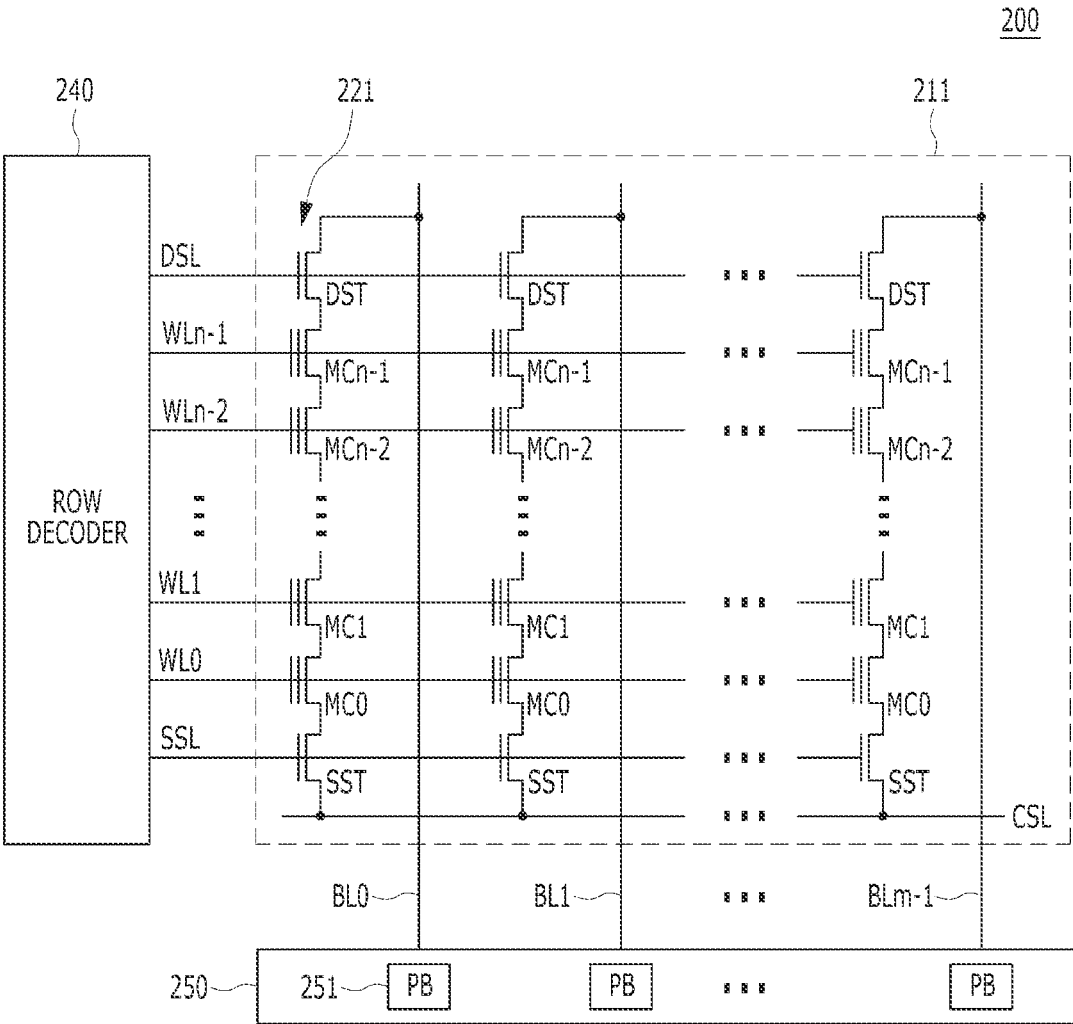 200
240
221
211
DSL
DST
DST
DST
WLn-1
MCn-1
MCn-1
MCn-1
WLn-2
MCn-2
MCn-2
MCn-2
ROW
DECODER
WL1
MC1
MC1
MC1
WL0
MC0
MC0
MC0
SSL
SST
SST
SST
CSL
BL0
BL1
BLm-1
250
251
PB
PB
PB